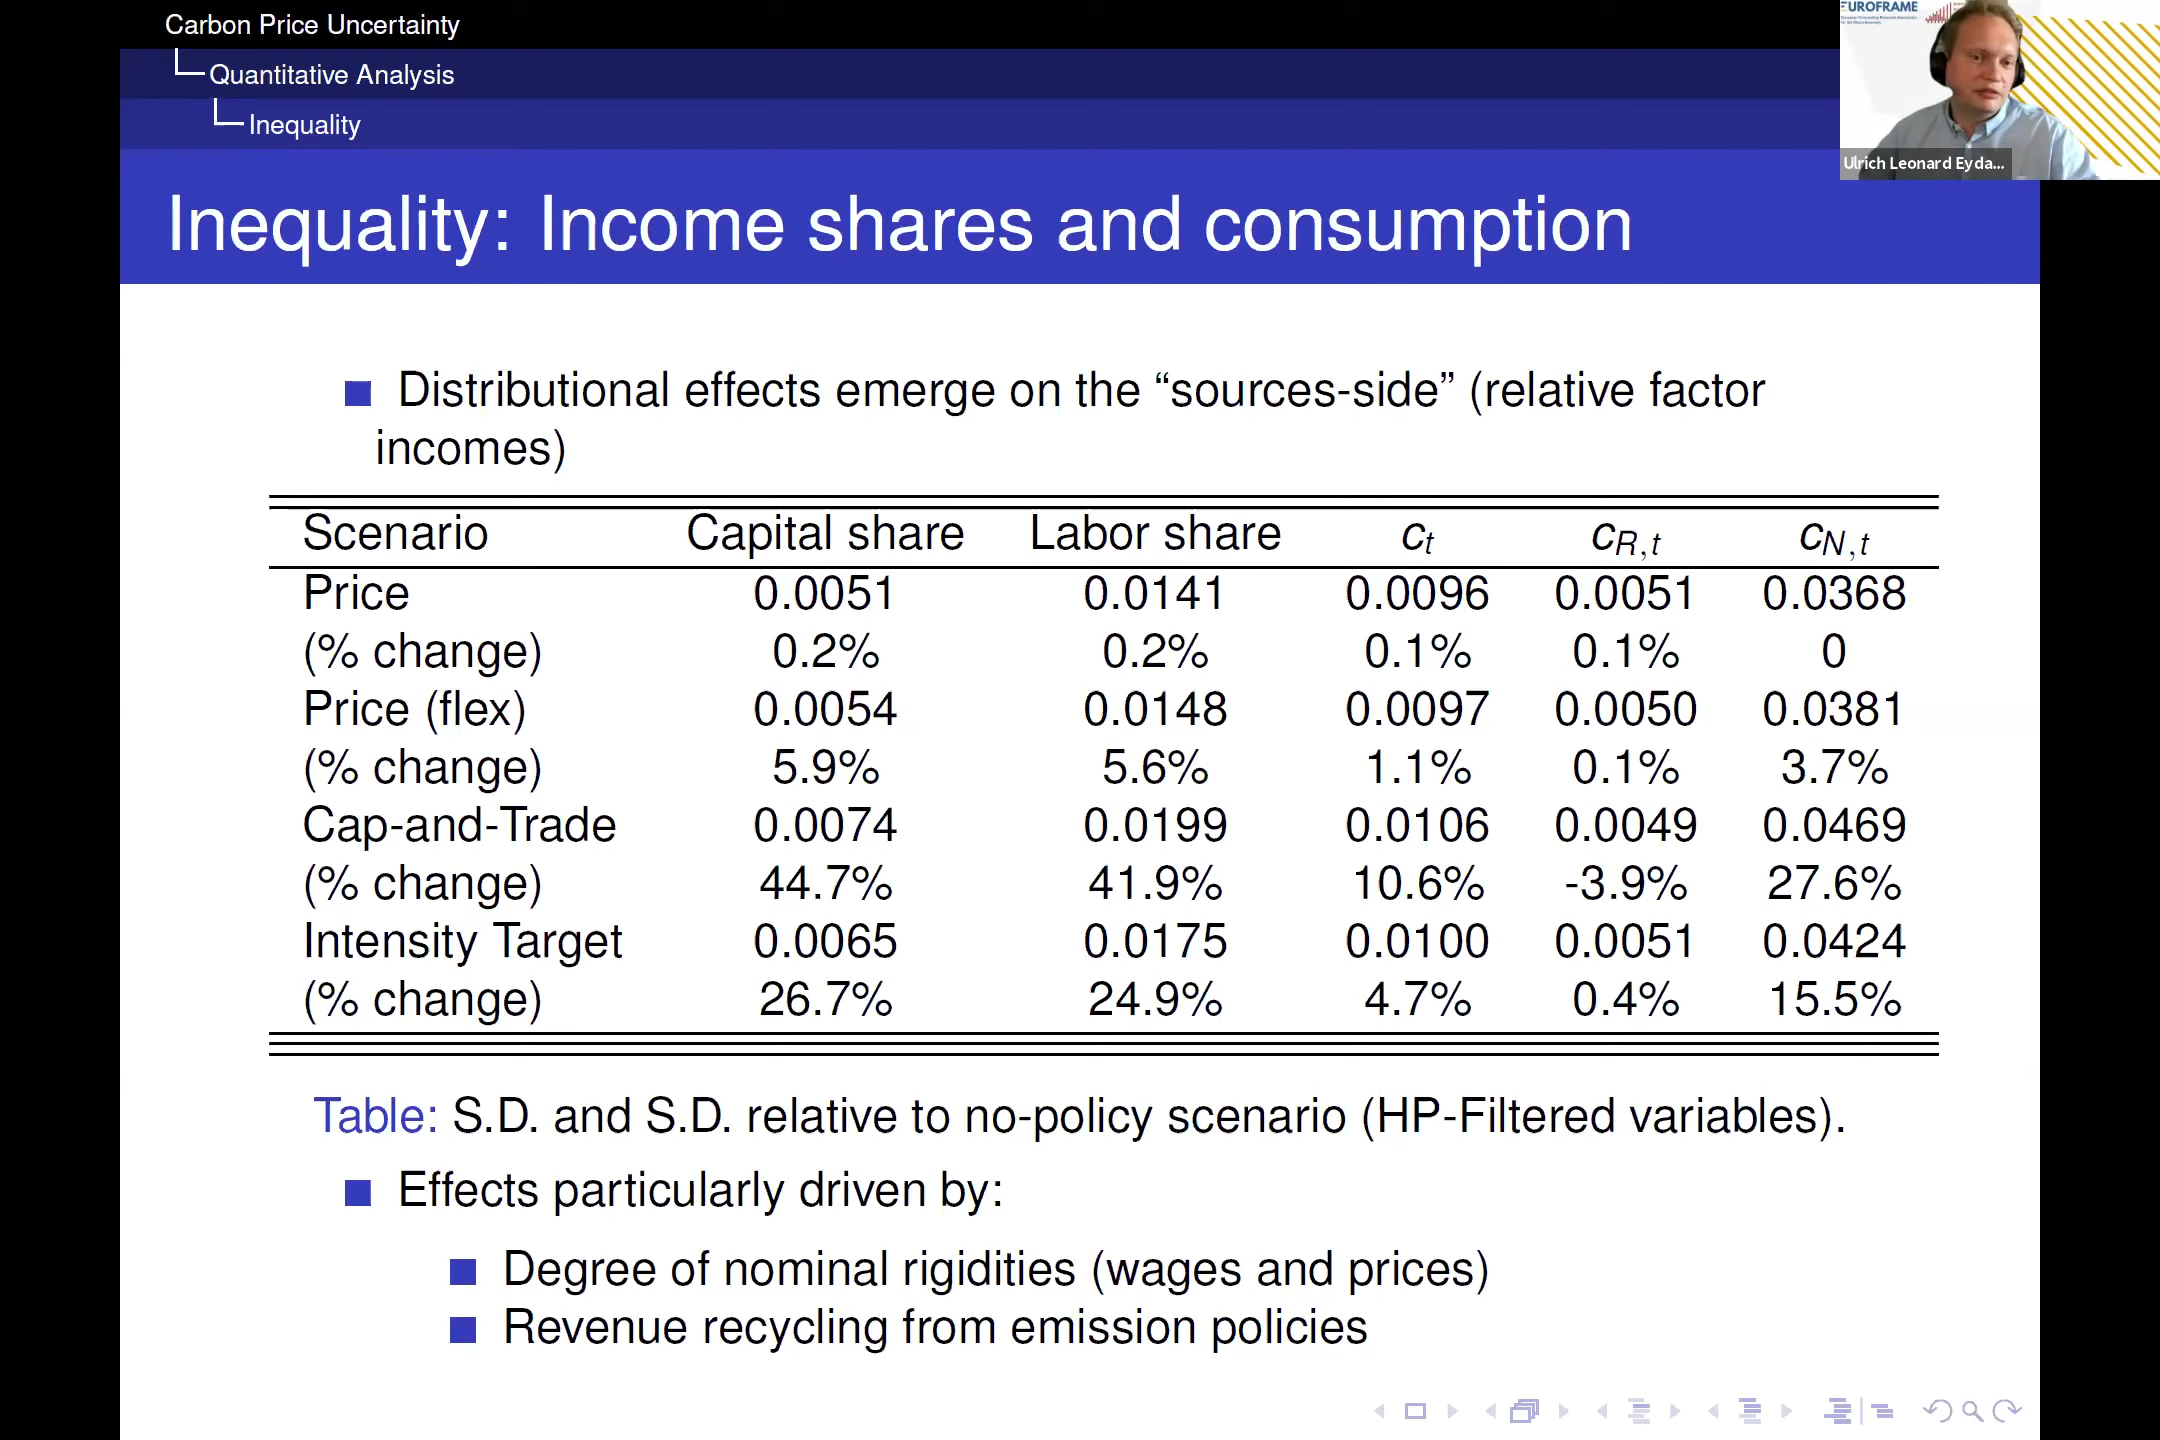 Carbon Price Uncertainty
Quantitative Analysis
Inequality
EUROFRAME
Ulrich Leonard Eyda...
Inequality: Income shares and consumption
Distributional effects emerge on the “sources-side” (relative factor
incomes)
Scenario Capital share Labor share c_t c_{R,t} c_{N,t}
Price 0.0051 0.0141 0.0096 0.0051 0.0368
(% change) 0.2% 0.2% 0.1% 0.1% 0
Price (flex) 0.0054 0.0148 0.0097 0.0050 0.0381
(% change) 5.9% 5.6% 1.1% 0.1% 3.7%
Cap-and-Trade 0.0074 0.0199 0.0106 0.0049 0.0469
(% change) 44.7% 41.9% 10.6% -3.9% 27.6%
Intensity Target 0.0065 0.0175 0.0100 0.0051 0.0424
(% change) 26.7% 24.9% 4.7% 0.4% 15.5%
Table: S.D. and S.D. relative to no-policy scenario (HP-Filtered variables).
Effects particularly driven by:
Degree of nominal rigidities (wages and prices)
Revenue recycling from emission policies